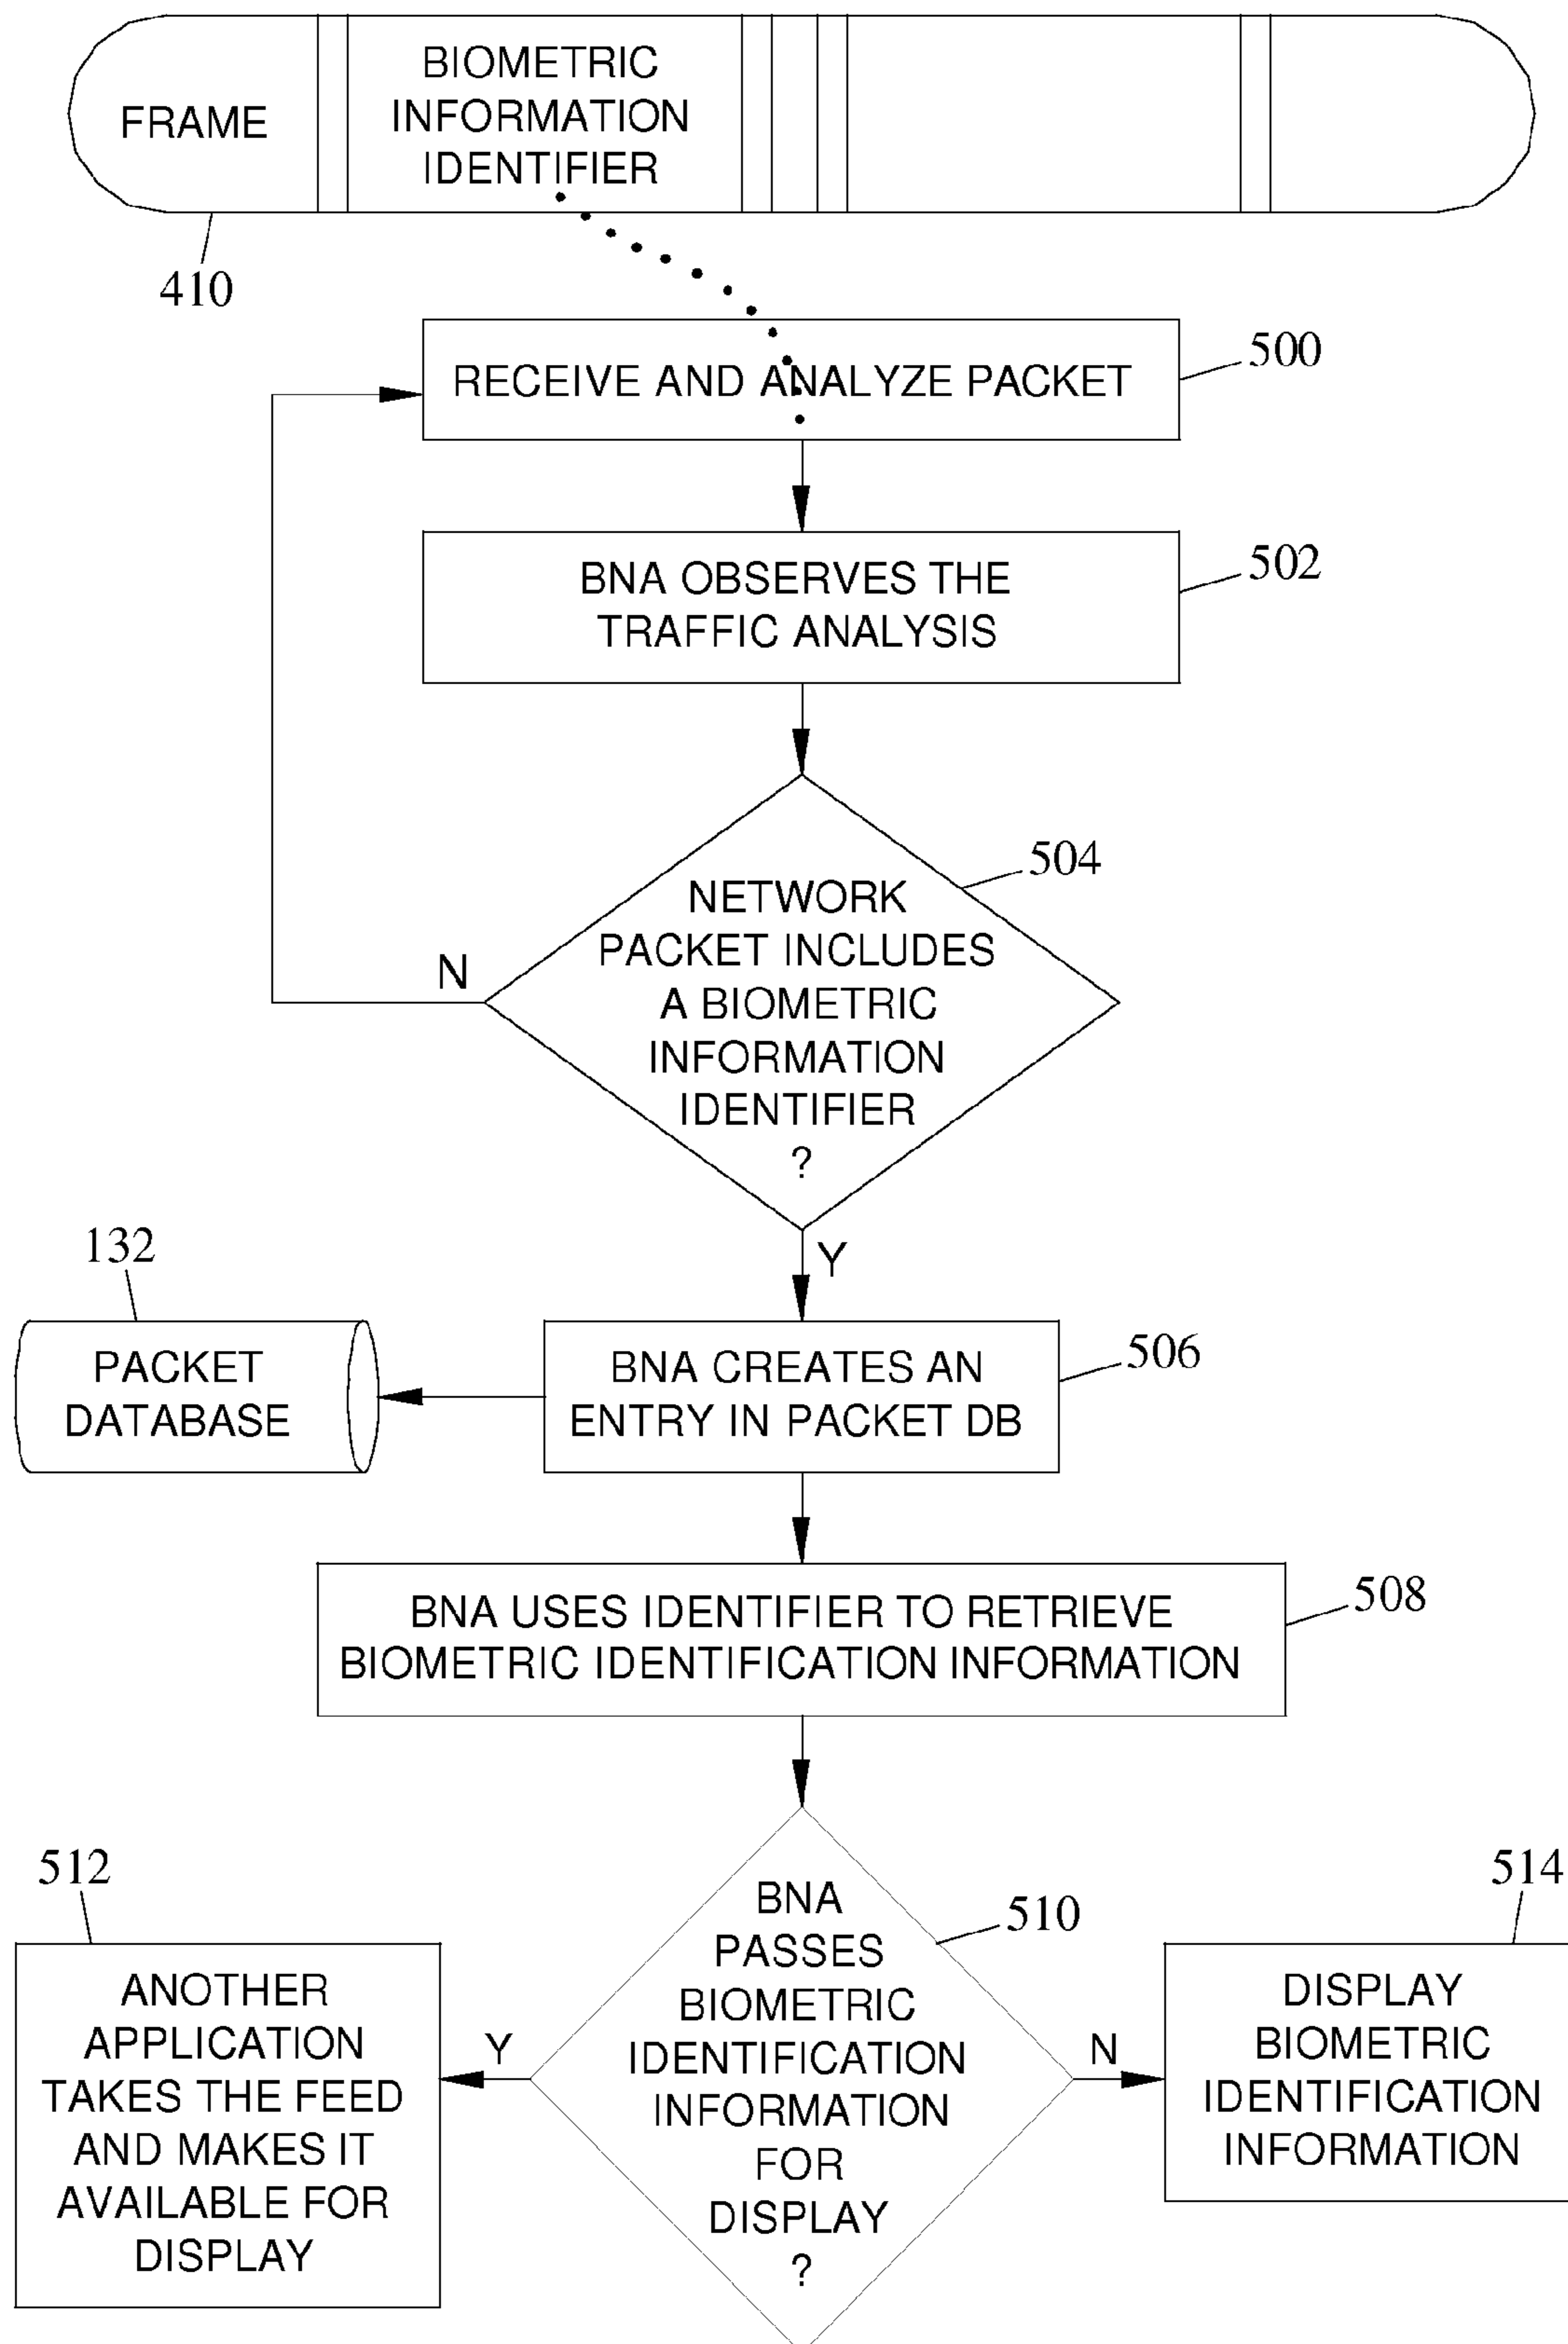 FRAME
BIOMETRIC
INFORMATION
IDENTIFIER
410
RECEIVE AND ANALYZE PACKET
500
BNA OBSERVES THE
TRAFFIC ANALYSIS
502
504
NETWORK
PACKET INCLUDES
A BIOMETRIC
INFORMATION
IDENTIFIER
?
N
Y
132
PACKET
DATABASE
BNA CREATES AN
ENTRY IN PACKET DB
506
BNA USES IDENTIFIER TO RETRIEVE
BIOMETRIC IDENTIFICATION INFORMATION
508
512
ANOTHER
APPLICATION
TAKES THE FEED
AND MAKES IT
AVAILABLE FOR
DISPLAY
Y
BNA
PASSES
BIOMETRIC
IDENTIFICATION
INFORMATION
FOR
DISPLAY
?
510
N
514
DISPLAY
BIOMETRIC
IDENTIFICATION
INFORMATION